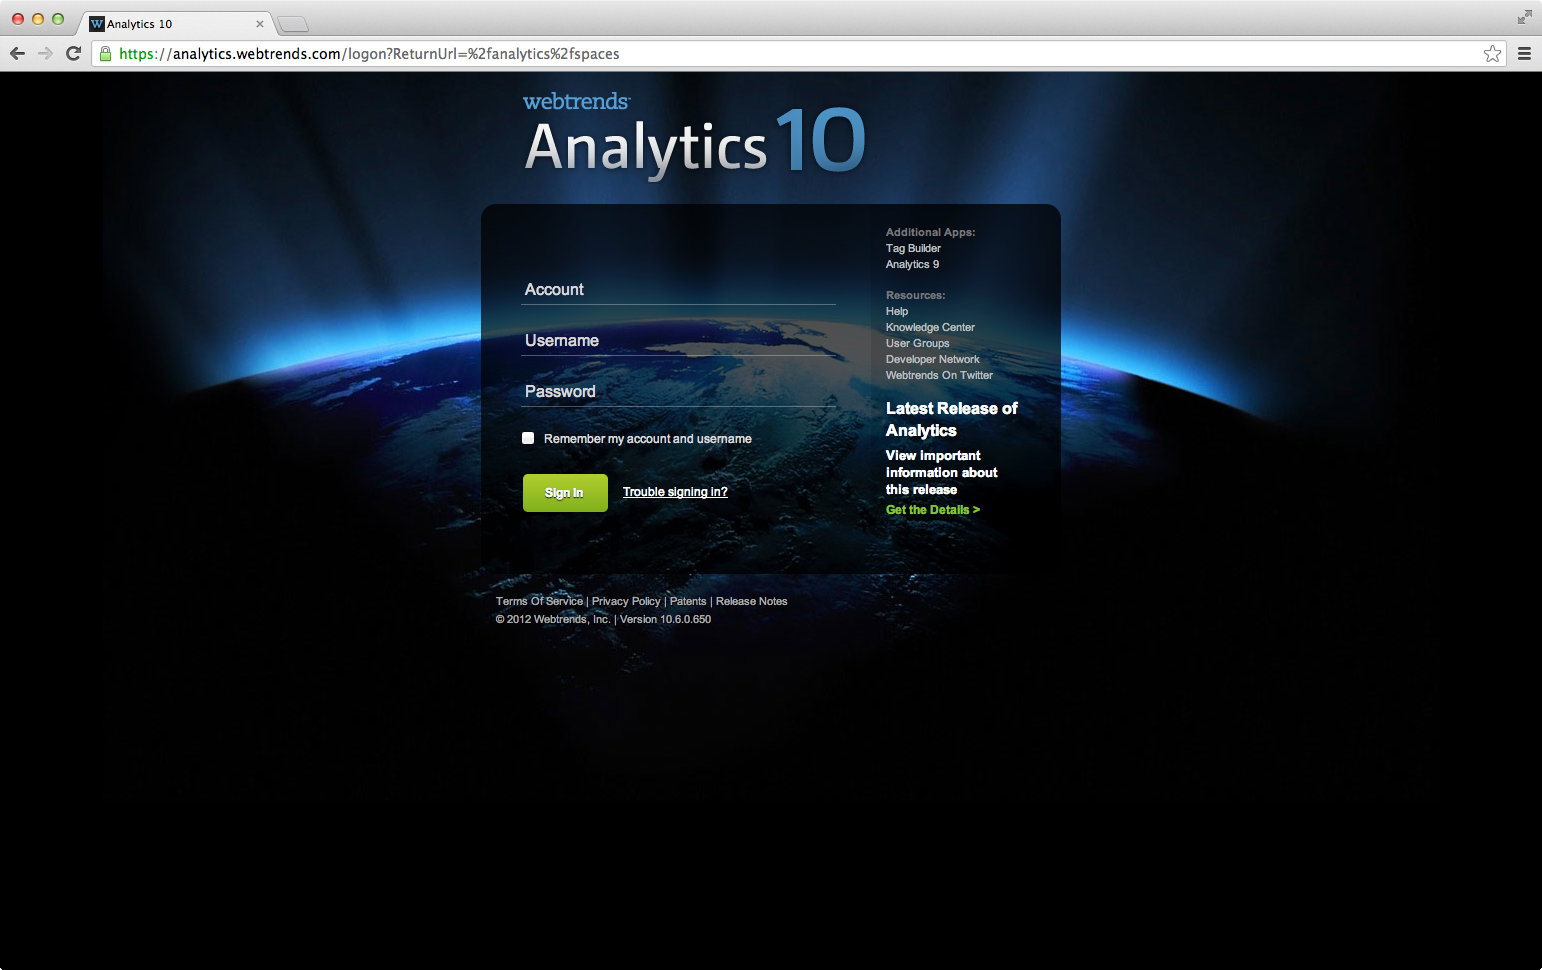 Analytics 10
https://analytics.webtrends.com/logon?ReturnUrl=%2fanalytics%2fspaces
webtrends
Analytics 10
Account
Username
Password
Remember my account and username
Sign In
Trouble signing in?
Additional Apps:
Tag Builder
Analytics 9
Resources:
Help
Knowledge Center
User Groups
Developer Network
Webtrends On Twitter
Latest Release of
Analytics
View important
information about
this release
Get the Details >
Terms Of Service | Privacy Policy | Patents | Release Notes
© 2012 Webtrends, Inc. | Version 10.6.0.650